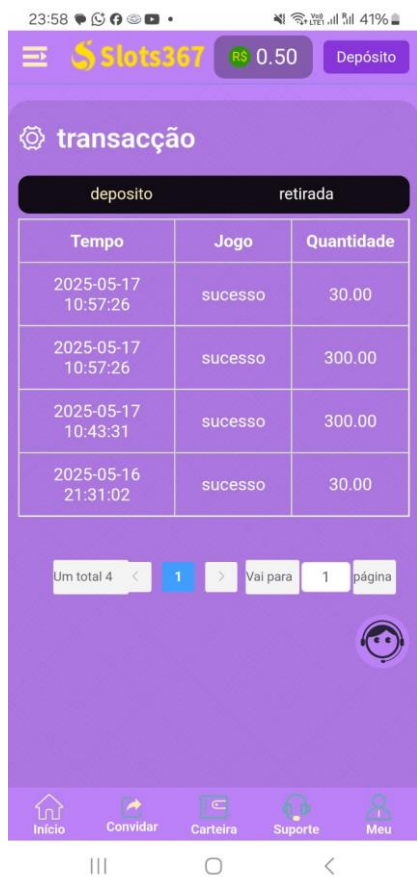 23:58 41%
Slots367 R$ 0.50 Depósito
transacção
deposito retirada
Tempo Jogo Quantidade
2025-05-17
10:57:26 sucesso 30.00
2025-05-17
10:57:26 sucesso 300.00
2025-05-17
10:43:31 sucesso 300.00
2025-05-16
21:31:02 sucesso 30.00
Um total 4 < 1 > Vai para 1 página
Início Convidar Carteira Suporte Meu